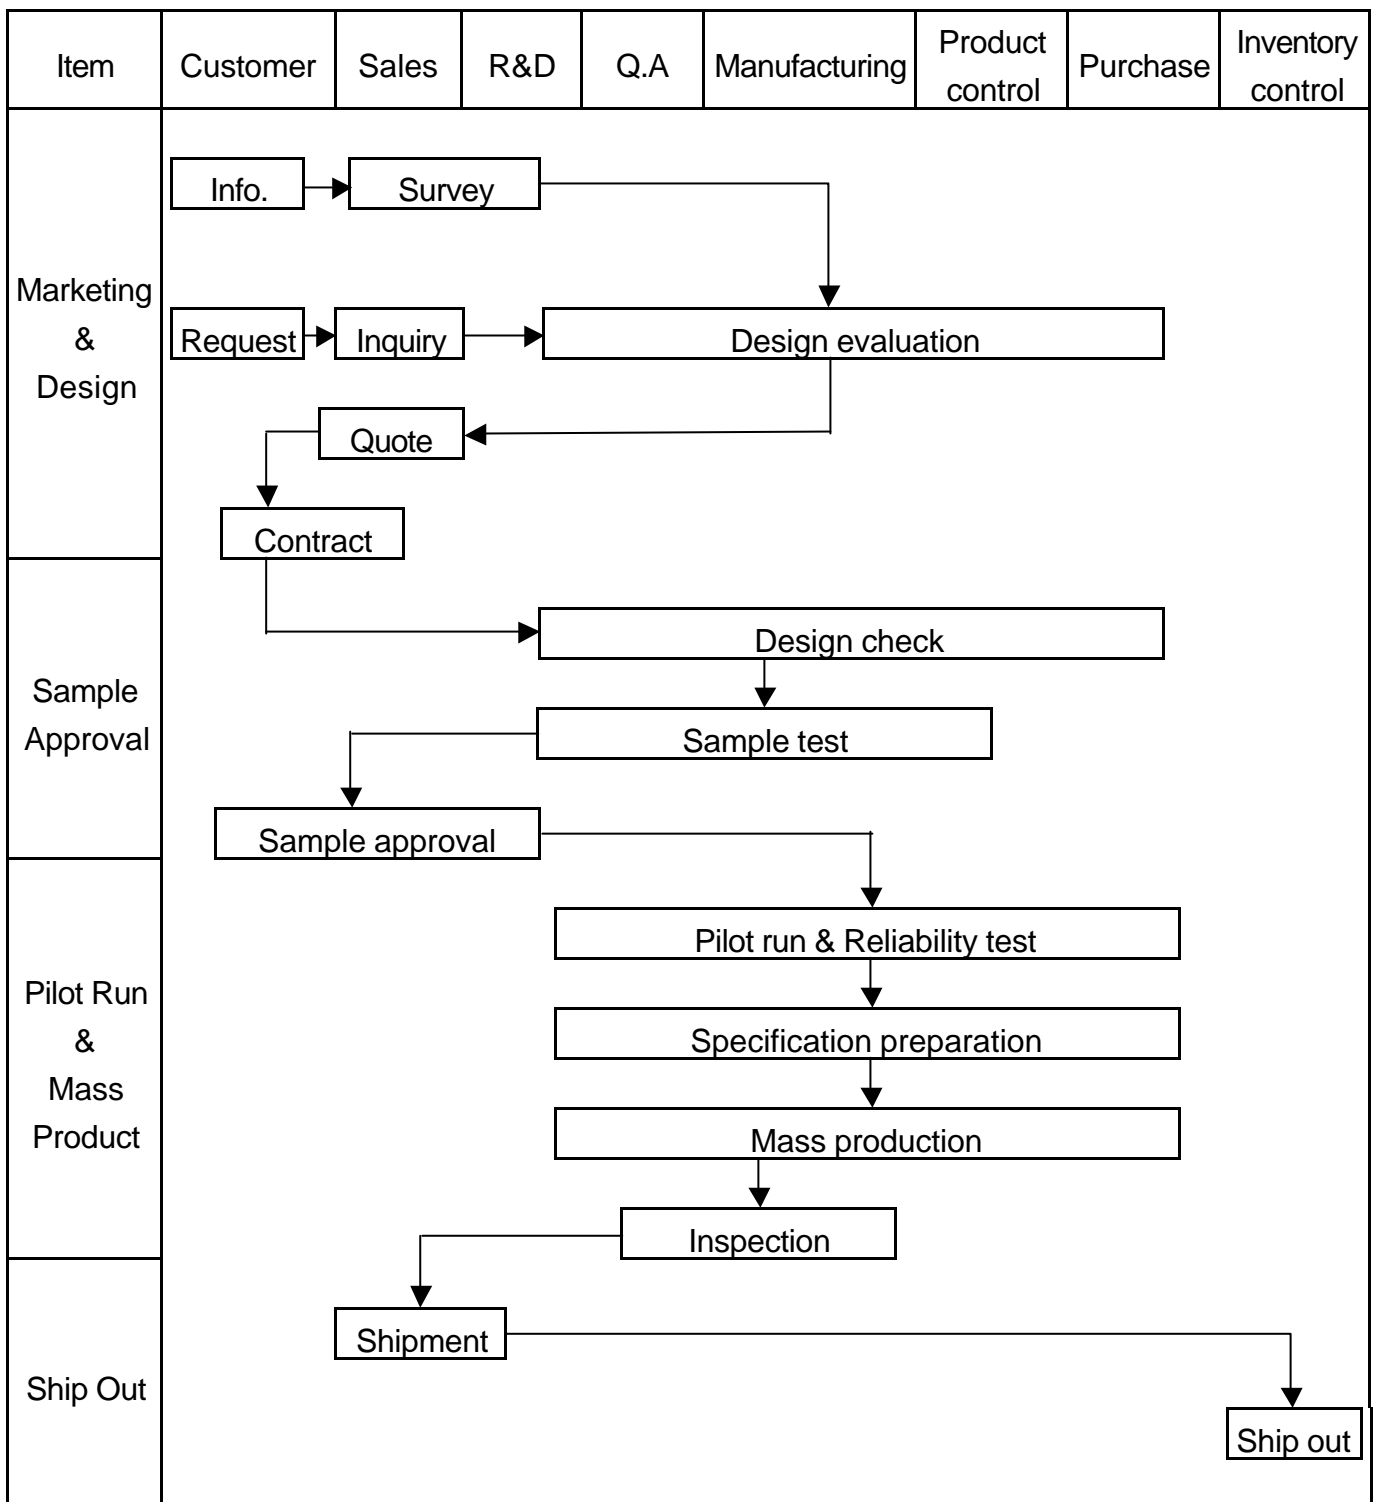 Item
Customer
Sales
R&D
Q.A
Manufacturing
Product
control
Purchase
Inventory
control
Marketing
&
Design
Info.
Survey
Request
Inquiry
Design evaluation
Quote
Contract
Sample
Approval
Design check
Sample test
Sample approval
Pilot Run
&
Mass
Product
Pilot run & Reliability test
Specification preparation
Mass production
Inspection
Ship Out
Shipment
Ship out